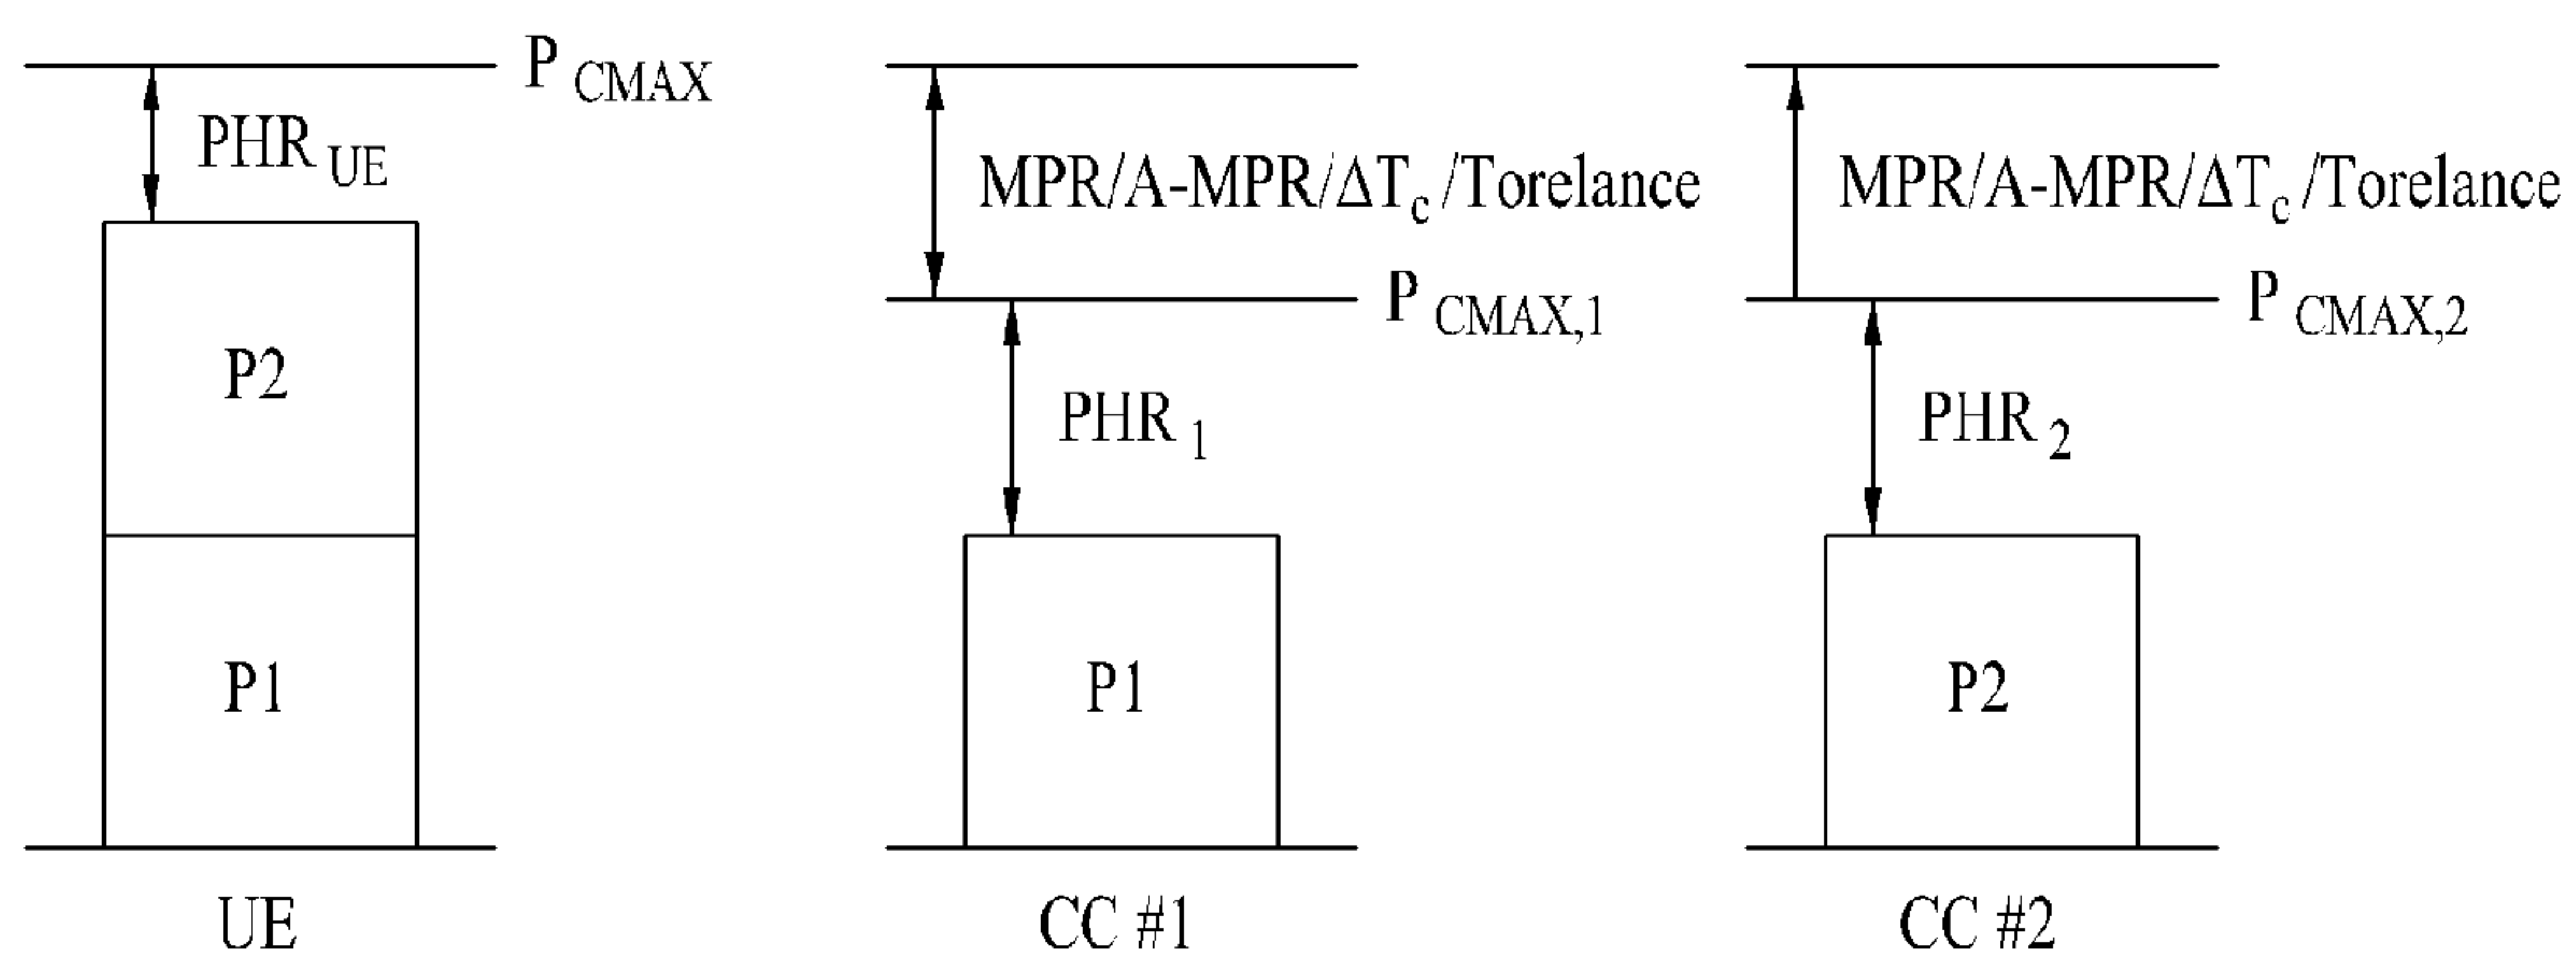 P CMAX
PHR UE
P2
P1
UE
MPR/A-MPR/ΔTc /Torelance
P CMAX,1
PHR 1
P1
CC #1
MPR/A-MPR/ΔTc /Torelance
P CMAX,2
PHR 2
P2
CC #2